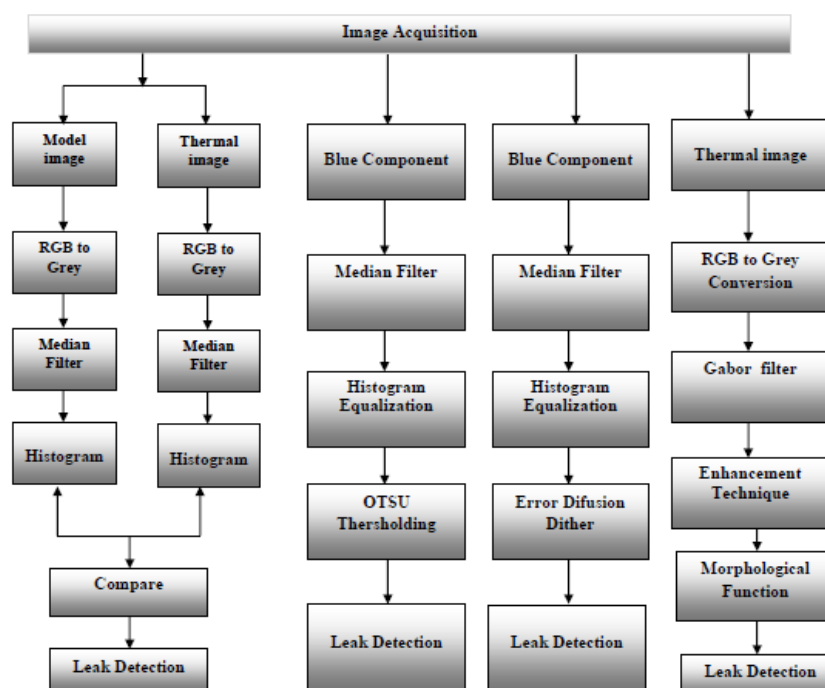 Image Acquisition
Model
image
RGB to
Grey
Median
Filter
Histogram
Thermal
image
RGB to
Grey
Median
Filter
Histogram
Compare
Leak Detection
Blue Component
Median Filter
Histogram
Equalization
OTSU
Thersholding
Leak Detection
Blue Component
Median Filter
Histogram
Equalization
Error Difusion
Dither
Leak Detection
Thermal image
RGB to Grey
Conversion
Gabor filter
Enhancement
Technique
Morphological
Function
Leak Detection